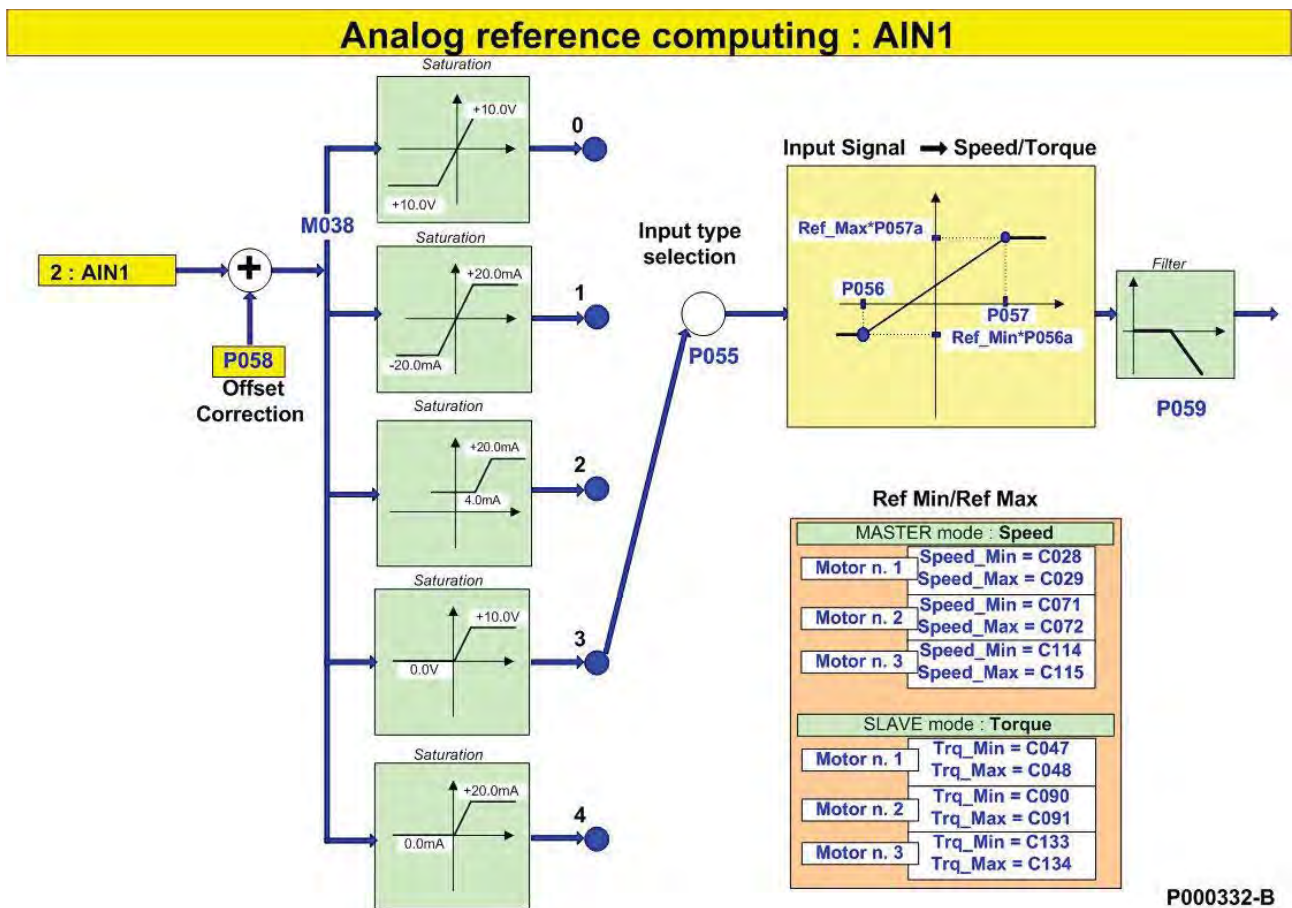 Analog reference computing : AIN1
Saturation
+10.0V
+10.0V
0
M038
2 : AIN1
+
P058
Offset
Correction
Saturation
+20.0mA
-20.0mA
1
Saturation
+20.0mA
4.0mA
2
Saturation
+10.0V
0.0V
3
Saturation
+20.0mA
0.0mA
4
Input type
selection
P055
Input Signal → Speed/Torque
Ref_Max*P057a
P056
P057
Ref_Min*P056a
Filter
P059
Ref Min/Ref Max
MASTER mode : Speed
Motor n. 1
Speed_Min = C028
Speed_Max = C029
Motor n. 2
Speed_Min = C071
Speed_Max = C072
Motor n. 3
Speed_Min = C114
Speed_Max = C115
SLAVE mode : Torque
Motor n. 1
Trq_Min = C047
Trq_Max = C048
Motor n. 2
Trq_Min = C090
Trq_Max = C091
Motor n. 3
Trq_Min = C133
Trq_Max = C134
P000332-B